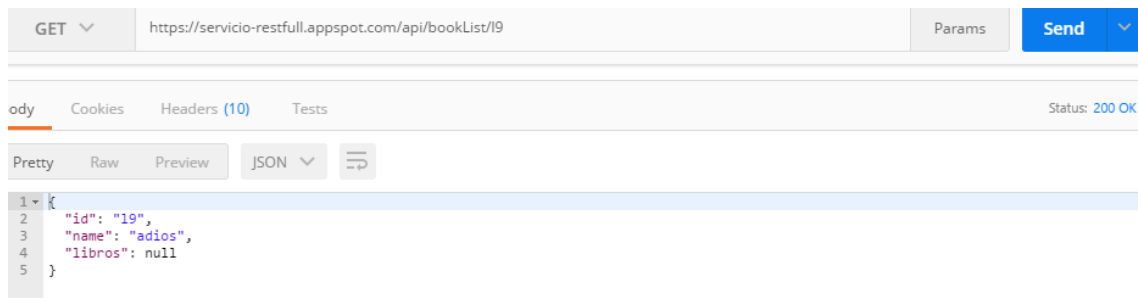 GET https://servicio-restfull.appspot.com/api/bookList/l9 Params Send
ody Cookies Headers (10) Tests Status: 200 OK
Pretty Raw Preview JSON
1 {
2 "id": "l9",
3 "name": "adios",
4 "libros": null
5 }